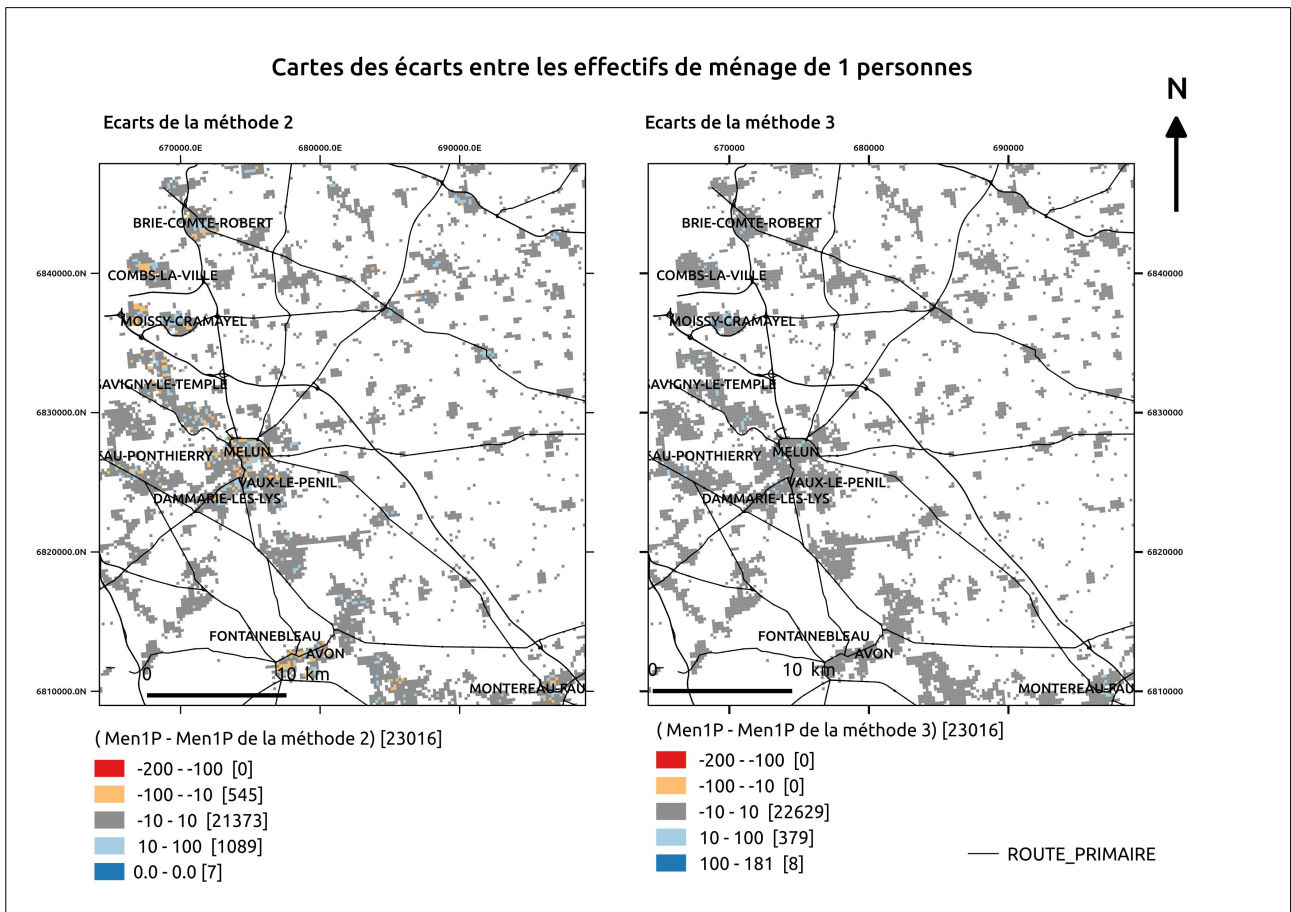 Cartes des écarts entre les effectifs de ménage de 1 personnes
N
Ecarts de la méthode 2
670000.0E 680000.0E 690000.0E
6840000.0N
6830000.0N
6820000.0N
6810000.0N
BRIE-COMTE-ROBERT
COMBS-LA-VILLE
MOISSY-CRAMAYEL
SAVIGNY-LE-TEMPLE
MELUN
EAU-PONTHIERRY
VAUX-LE-PENIL
DAMMARIE-LES-LYS
FONTAINEBLEAU
AVON
MONTEREAU-FAU
0 10 km
( Men1P - Men1P de la méthode 2) [23016]
-200 - -100 [0]
-100 - -10 [545]
-10 - 10 [21373]
10 - 100 [1089]
0.0 - 0.0 [7]
Ecarts de la méthode 3
670000 680000 690000
6840000
6830000
6820000
6810000
BRIE-COMTE-ROBERT
COMBS-LA-VILLE
MOISSY-CRAMAYEL
SAVIGNY-LE-TEMPLE
MELUN
EAU-PONTHIERRY
VAUX-LE-PENIL
DAMMARIE-LES-LYS
FONTAINEBLEAU
AVON
MONTEREAU-FAU
0 10 km
( Men1P - Men1P de la méthode 3) [23016]
-200 - -100 [0]
-100 - -10 [0]
-10 - 10 [22629]
10 - 100 [379]
100 - 181 [8]
ROUTE_PRIMAIRE